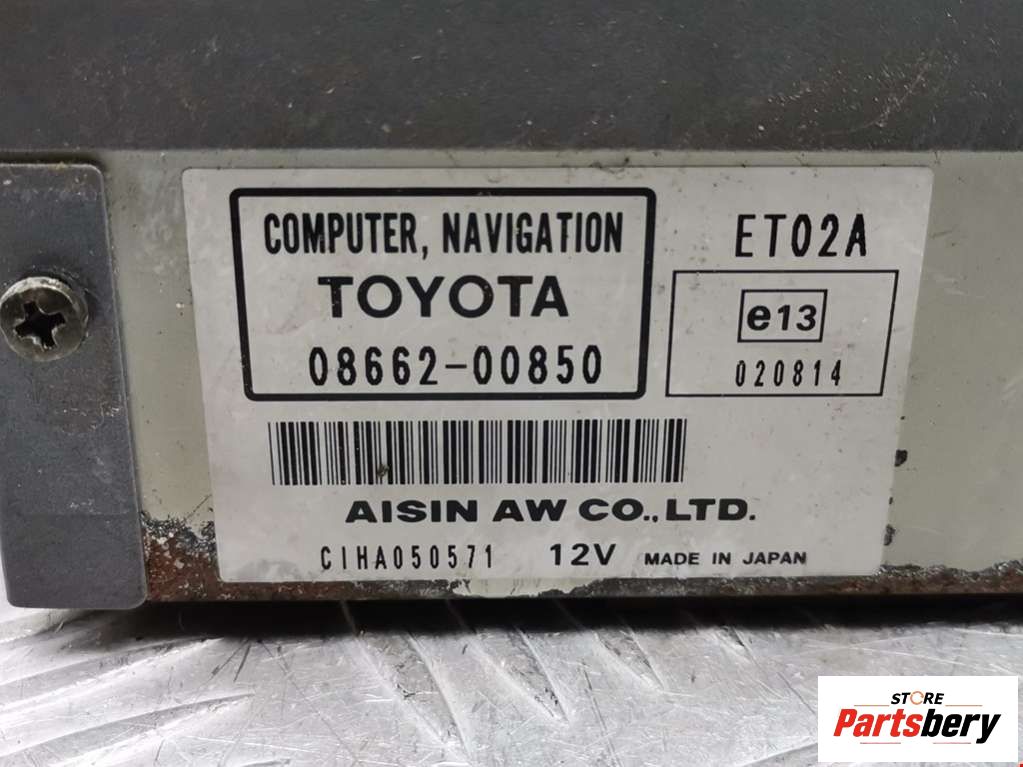 COMPUTER, NAVIGATION
TOYOTA
08662-00850
ET02A
e13
020814
AISIN AW CO., LTD.
CIHA050571 12V MADE IN JAPAN
STORE
Partsbery